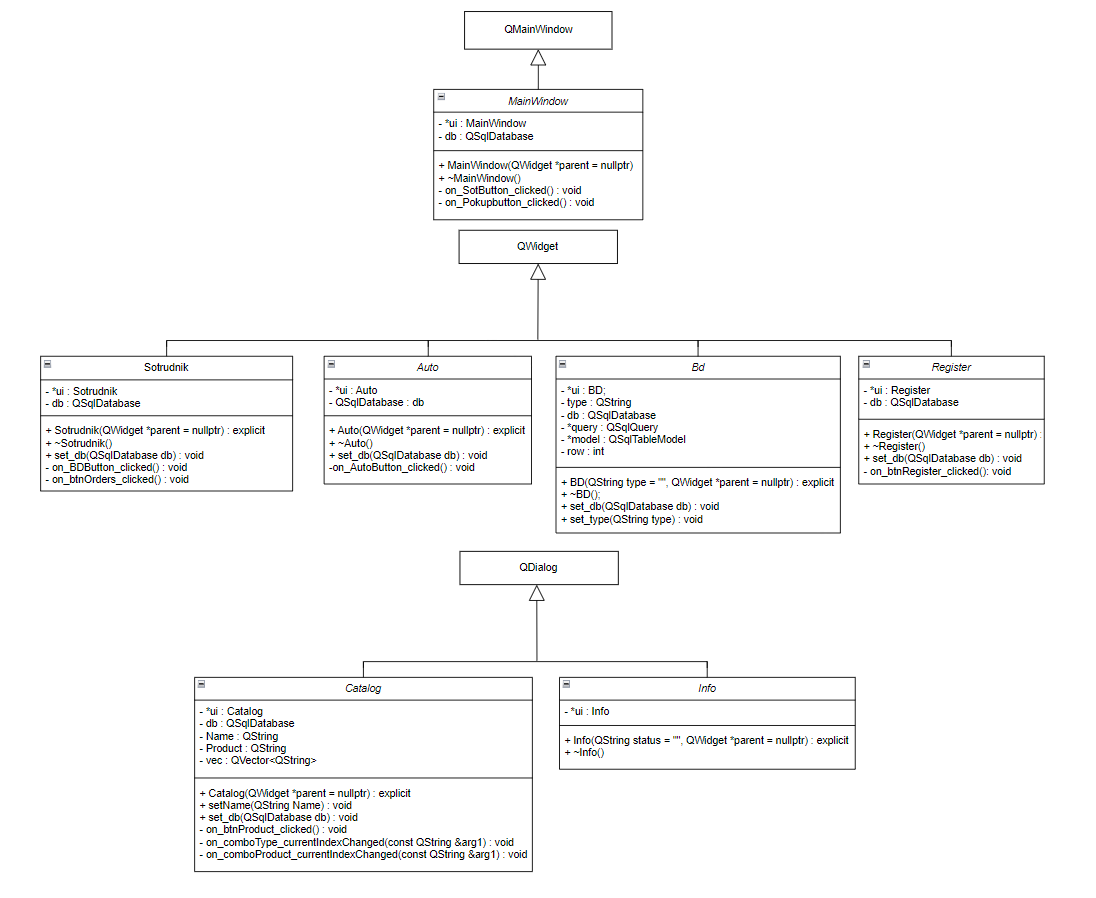 QMainWindow
MainWindow
- *ui : MainWindow
- db : QSqlDatabase
+ MainWindow(QWidget *parent = nullptr)
+ ~MainWindow()
- on_SotButton_clicked() : void
- on_Pokupbutton_clicked() : void
QWidget
Sotrudnik
- *ui : Sotrudnik
- db : QSqlDatabase
+ Sotrudnik(QWidget *parent = nullptr) : explicit
+ ~Sotrudnik()
+ set_db(QSqlDatabase db) : void
- on_BDButton_clicked() : void
- on_btnOrders_clicked() : void
Auto
- *ui : Auto
- QSqlDatabase : db
+ Auto(QWidget *parent = nullptr) : explicit
+ ~Auto()
+ set_db(QSqlDatabase db) : void
-on_AutoButton_clicked() : void
Bd
- *ui : BD;
- type : QString
- db : QSqlDatabase
- *query : QSqlQuery
- *model : QSqlTableModel
- row : int
+ BD(QString type = "", QWidget *parent = nullptr) : explicit
+ ~BD();
+ set_db(QSqlDatabase db) : void
+ set_type(QString type) : void
Register
- *ui : Register
- db : QSqlDatabase
+ Register(QWidget *parent = nullptr) :
+ ~Register()
+ set_db(QSqlDatabase db) : void
- on_btnRegister_clicked(): void
QDialog
Catalog
- *ui : Catalog
- db : QSqlDatabase
- Name : QString
- Product : QString
- vec : QVector<QString>
+ Catalog(QWidget *parent = nullptr) : explicit
+ setName(QString Name) : void
+ set_db(QSqlDatabase db) : void
- on_btnProduct_clicked() : void
- on_comboType_currentIndexChanged(const QString &arg1) : void
- on_comboProduct_currentIndexChanged(const QString &arg1) : void
Info
- *ui : Info
+ Info(QString status = "", QWidget *parent = nullptr) : explicit
+ ~Info()